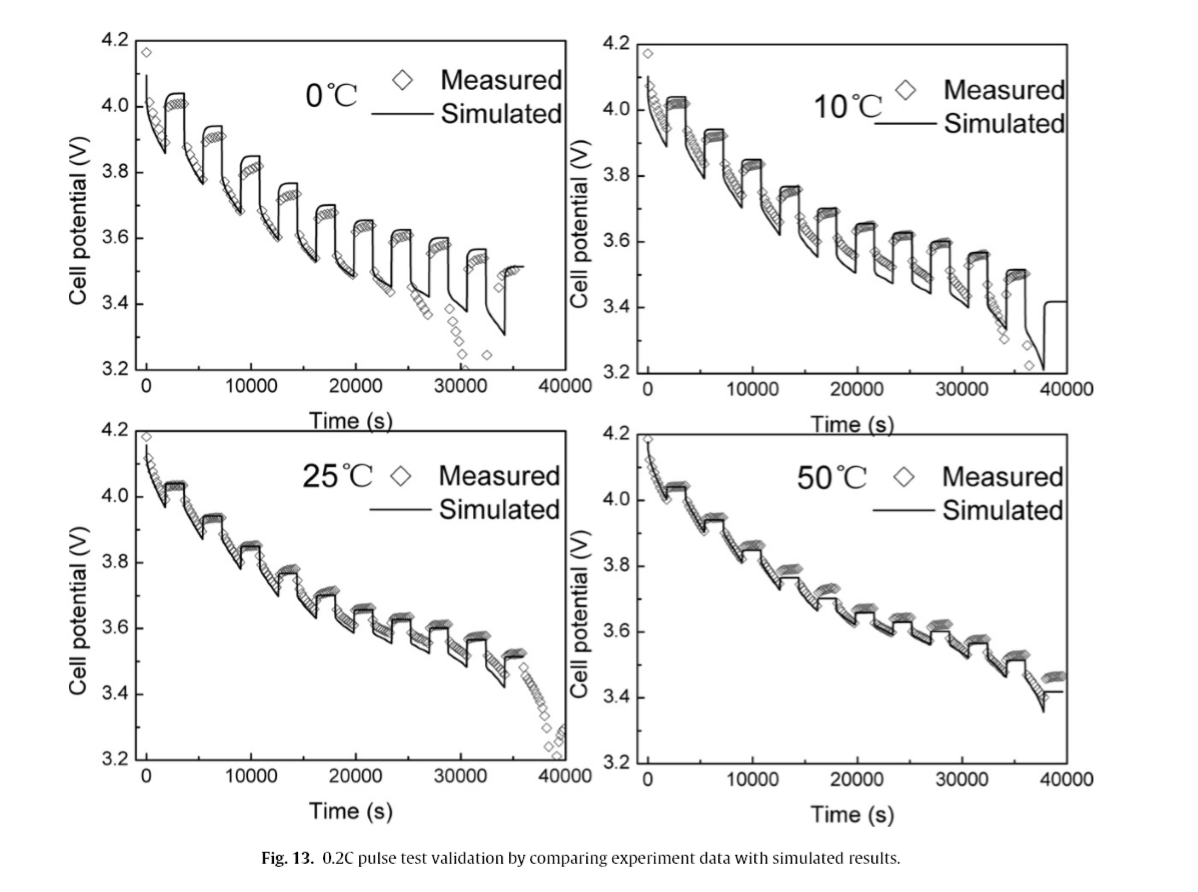 4.2
4.0
3.8
3.6
3.4
3.2
Cell potential (V)
0℃
Measured
Simulated
0 10000 20000 30000 40000
Time (s)
4.2
4.0
3.8
3.6
3.4
3.2
Cell potential (V)
10℃
Measured
Simulated
0 10000 20000 30000 40000
Time (s)
4.2
4.0
3.8
3.6
3.4
3.2
Cell potential (V)
25℃
Measured
Simulated
0 10000 20000 30000 40000
Time (s)
4.2
4.0
3.8
3.6
3.4
3.2
Cell potential (V)
50℃
Measured
Simulated
0 10000 20000 30000 40000
Time (s)
Fig. 13. 0.2C pulse test validation by comparing experiment data with simulated results.